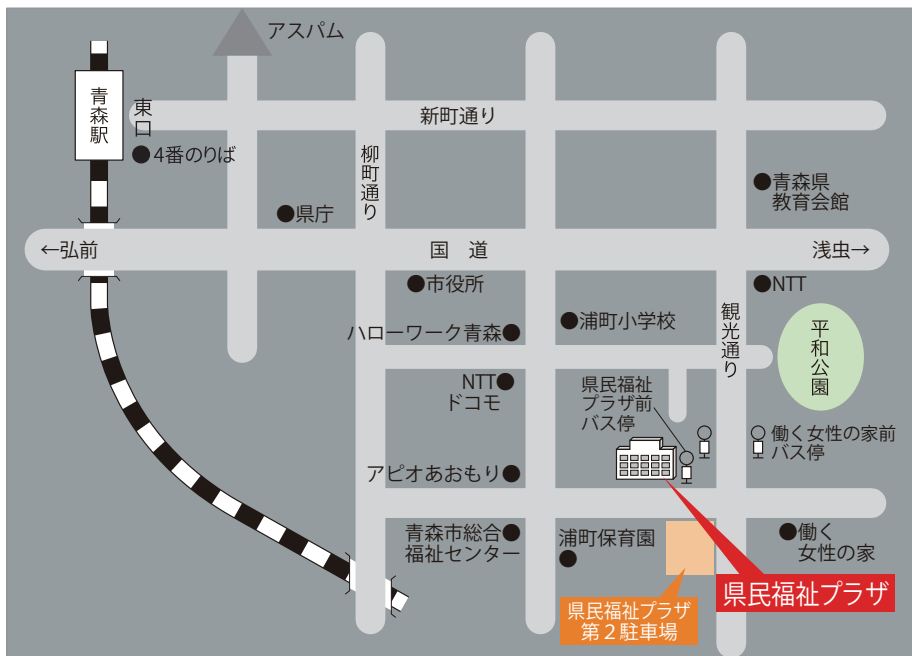 アスパム
青森駅
東口
4番のりば
新町通り
柳町通り
青森県
教育会館
県庁
←弘前
国　道
浅虫→
市役所
NTT
ハローワーク青森
浦町小学校
観光通り
平和公園
NTT
ドコモ
県民福祉
プラザ前
バス停
働く女性の家前
バス停
アピオあおもり
青森市総合
福祉センター
浦町保育園
働く
女性の家
県民福祉プラザ
県民福祉プラザ
第２駐車場